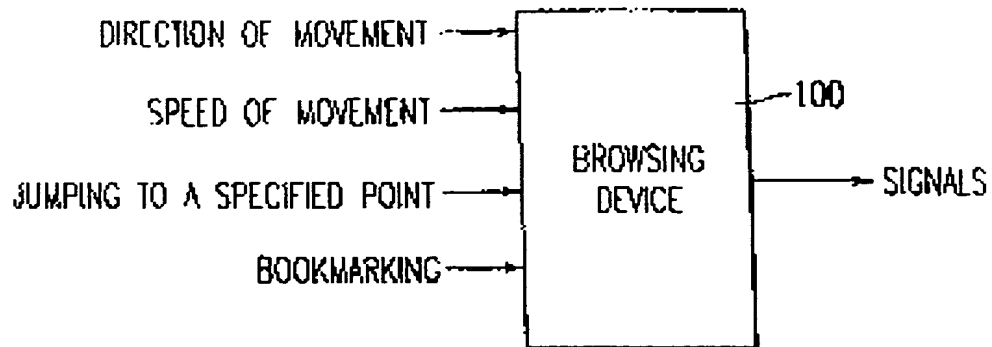 DIRECTION OF MOVEMENT
SPEED OF MOVEMENT
JUMPING TO A SPECIFIED POINT
BOOKMARKING
BROWSING
DEVICE
100
SIGNALS